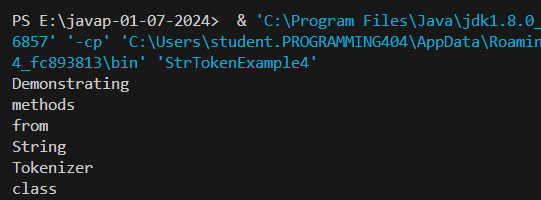 PS E:\javap-01-07-2024>  & 'C:\Program Files\Java\jdk1.8.0_
6857' '-cp' 'C:\Users\student.PROGRAMMING404\AppData\Roamin
4_fc893813\bin' 'StrTokenExample4'
Demonstrating
methods
from
String
Tokenizer
class